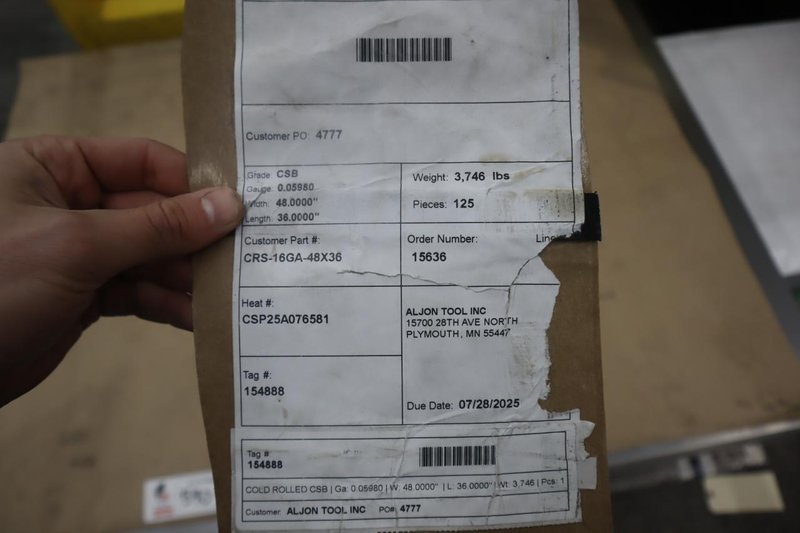 Customer PO: 4777
Grade: CSB
Gauge: 0.05980
Width: 48.0000"
Length: 36.0000"
Weight: 3,746 lbs
Pieces: 125
Customer Part #:
CRS-16GA-48X36
Order Number:
15636
Heat #:
CSP25A076581
ALJON TOOL INC
15700 28TH AVE NORTH
PLYMOUTH, MN 55447
Tag #:
154888
Due Date: 07/28/2025
Tag #
154888
COLD ROLLED CSB | Ga: 0.05980 | W: 48.0000" | L: 36.0000" | Wt: 3,746 | Pcs: 1
Customer: ALJON TOOL INC PO# 4777